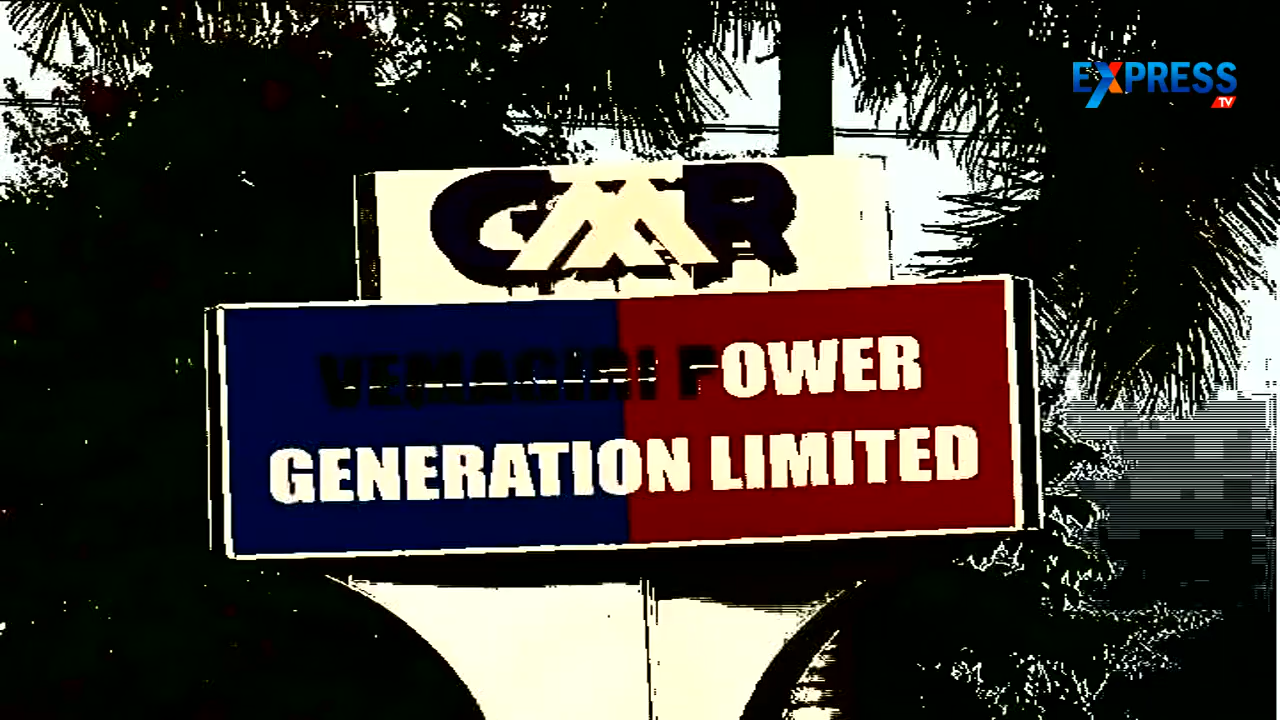 EXPRESS
TV
GMR
VEMAGIRI POWER
GENERATION LIMITED